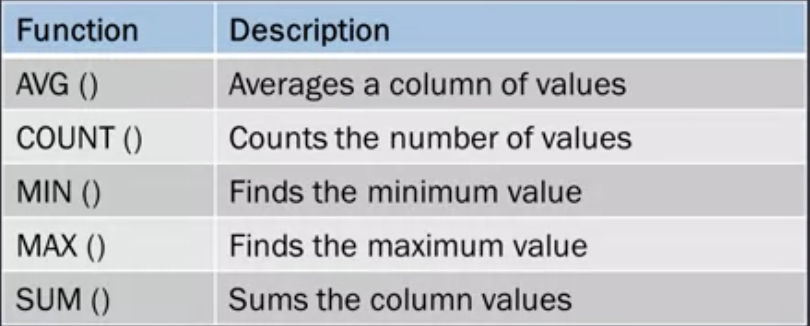 Function Description
AVG () Averages a column of values
COUNT () Counts the number of values
MIN () Finds the minimum value
MAX () Finds the maximum value
SUM () Sums the column values